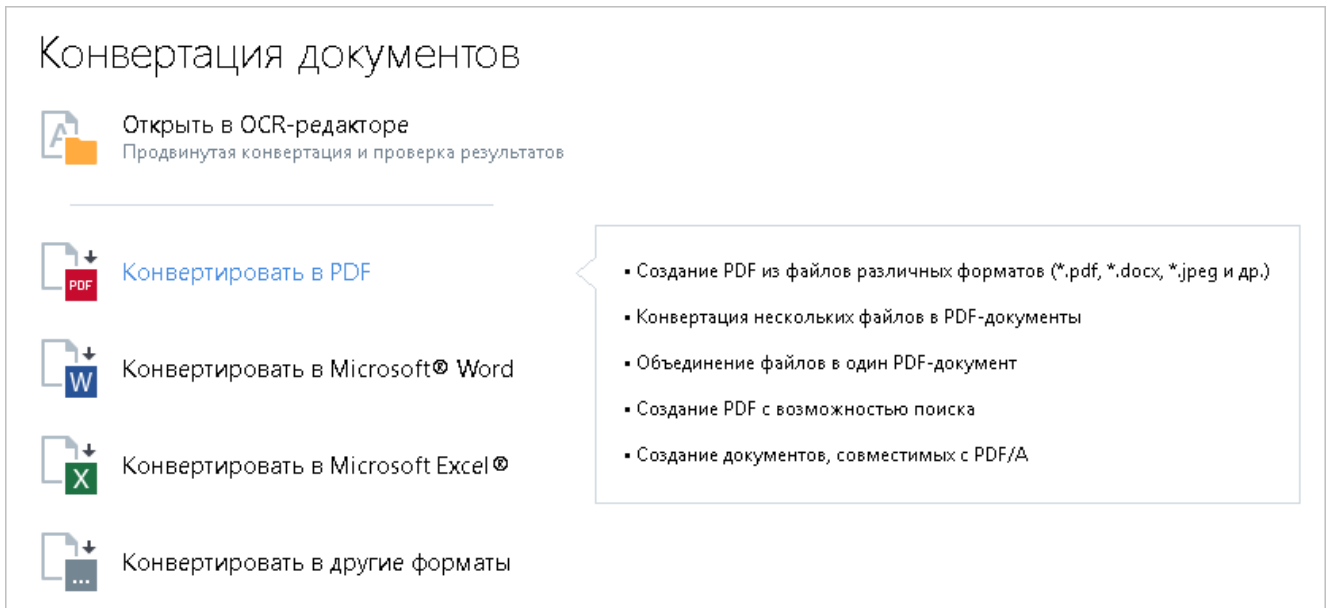 Конвертация документов
A
Открыть в OCR-редакторе
Продвинутая конвертация и проверка результатов
PDF
Конвертировать в PDF
▪ Создание PDF из файлов различных форматов (*.pdf, *.docx, *.jpeg и др.)
▪ Конвертация нескольких файлов в PDF-документы
▪ Объединение файлов в один PDF-документ
▪ Создание PDF с возможностью поиска
▪ Создание документов, совместимых с PDF/A
W
Конвертировать в Microsoft® Word
X
Конвертировать в Microsoft Excel®
...
Конвертировать в другие форматы